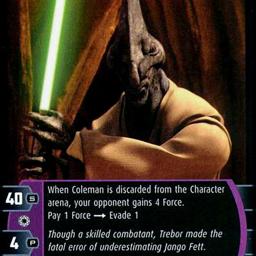 40 S
When Coleman is discarded from the Character
arena, your opponent gains 4 Force.
Pay 1 Force → Evade 1
4 P
Though a skilled combatant, Trebor made the
fatal error of underestimating Jango Fett.